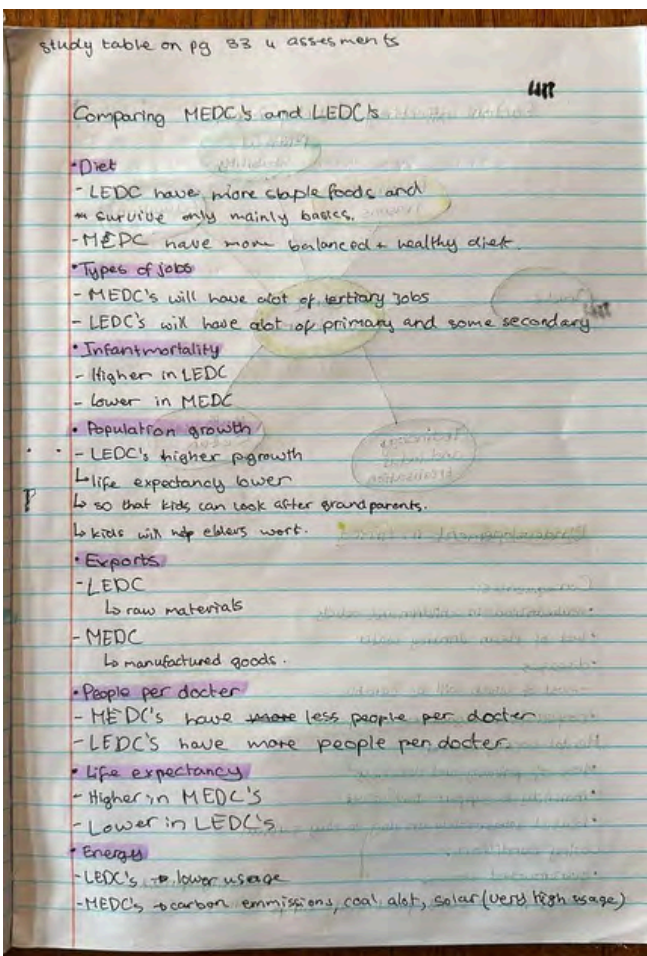 study table on pg 33 4 assesments
Comparing MEDC's and LEDC's
•Diet
- LEDC have more staple foods and
survive only mainly basics.
- MEDC have more balanced + healthy diet.
•Types of jobs
- MEDC's will have alot of tertiary jobs
- LEDC's will have alot of primary and some secondary
• Infantmortality
- Higher in LEDC
- Lower in MEDC
• Population growth
- LEDC's higher p.growth
↳ life expectancy lower
↳ so that kids can look after grandparents.
↳ kids will help elders work.
• Exports
- LEDC
↳ raw materials
- MEDC
↳ manufactured goods.
•People per docter
- MEDC's have more less people per docter
- LEDC's have more people per docter
• Life expectancy
- Higher in MEDC'S
- Lower in LEDC's
• Energy
- LEDC's → lower usage
- MEDC's → carbon emmissions, coal alot, solar (very high usage)